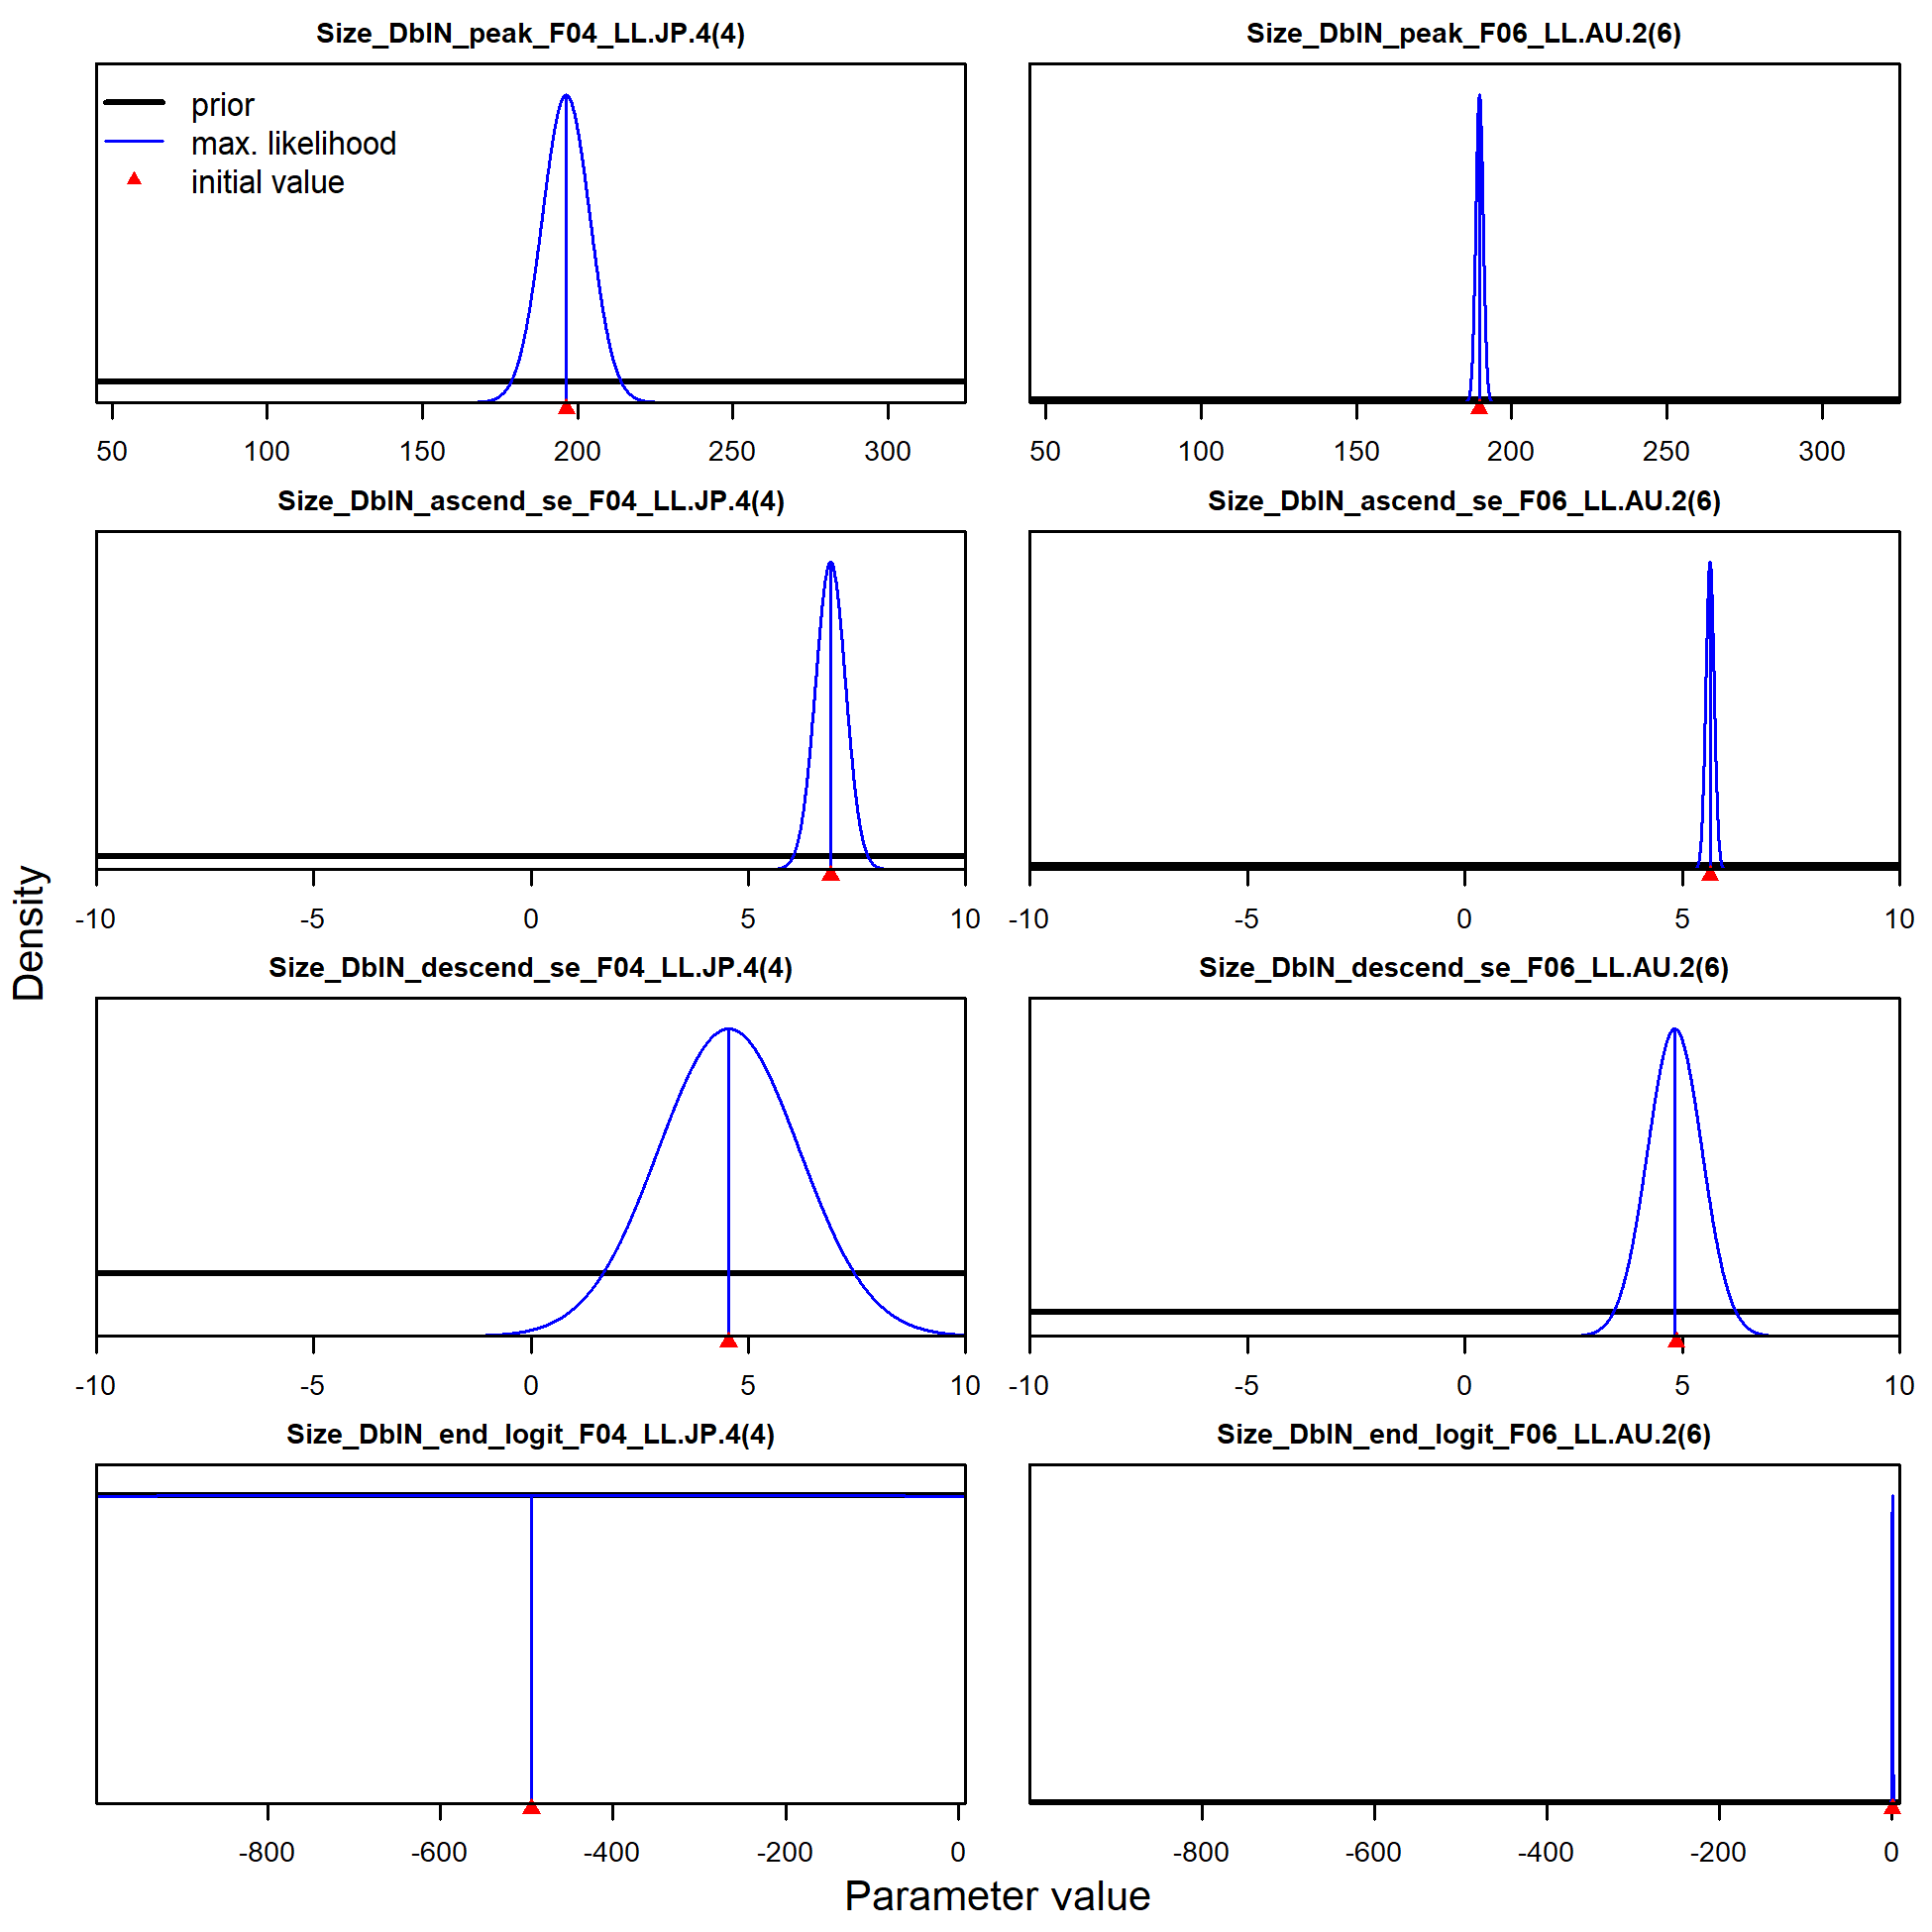 Size_DblN_peak_F04_LL.JP.4(4)
Size_DblN_peak_F06_LL.AU.2(6)
prior
max. likelihood
initial value
50 100 150 200 250 300
50 100 150 200 250 300
Size_DblN_ascend_se_F04_LL.JP.4(4)
Size_DblN_ascend_se_F06_LL.AU.2(6)
-10 -5 0 5 10
-10 -5 0 5 10
Density
Size_DblN_descend_se_F04_LL.JP.4(4)
Size_DblN_descend_se_F06_LL.AU.2(6)
-10 -5 0 5 10
-10 -5 0 5 10
Size_DblN_end_logit_F04_LL.JP.4(4)
Size_DblN_end_logit_F06_LL.AU.2(6)
-800 -600 -400 -200 0
-800 -600 -400 -200 0
Parameter value